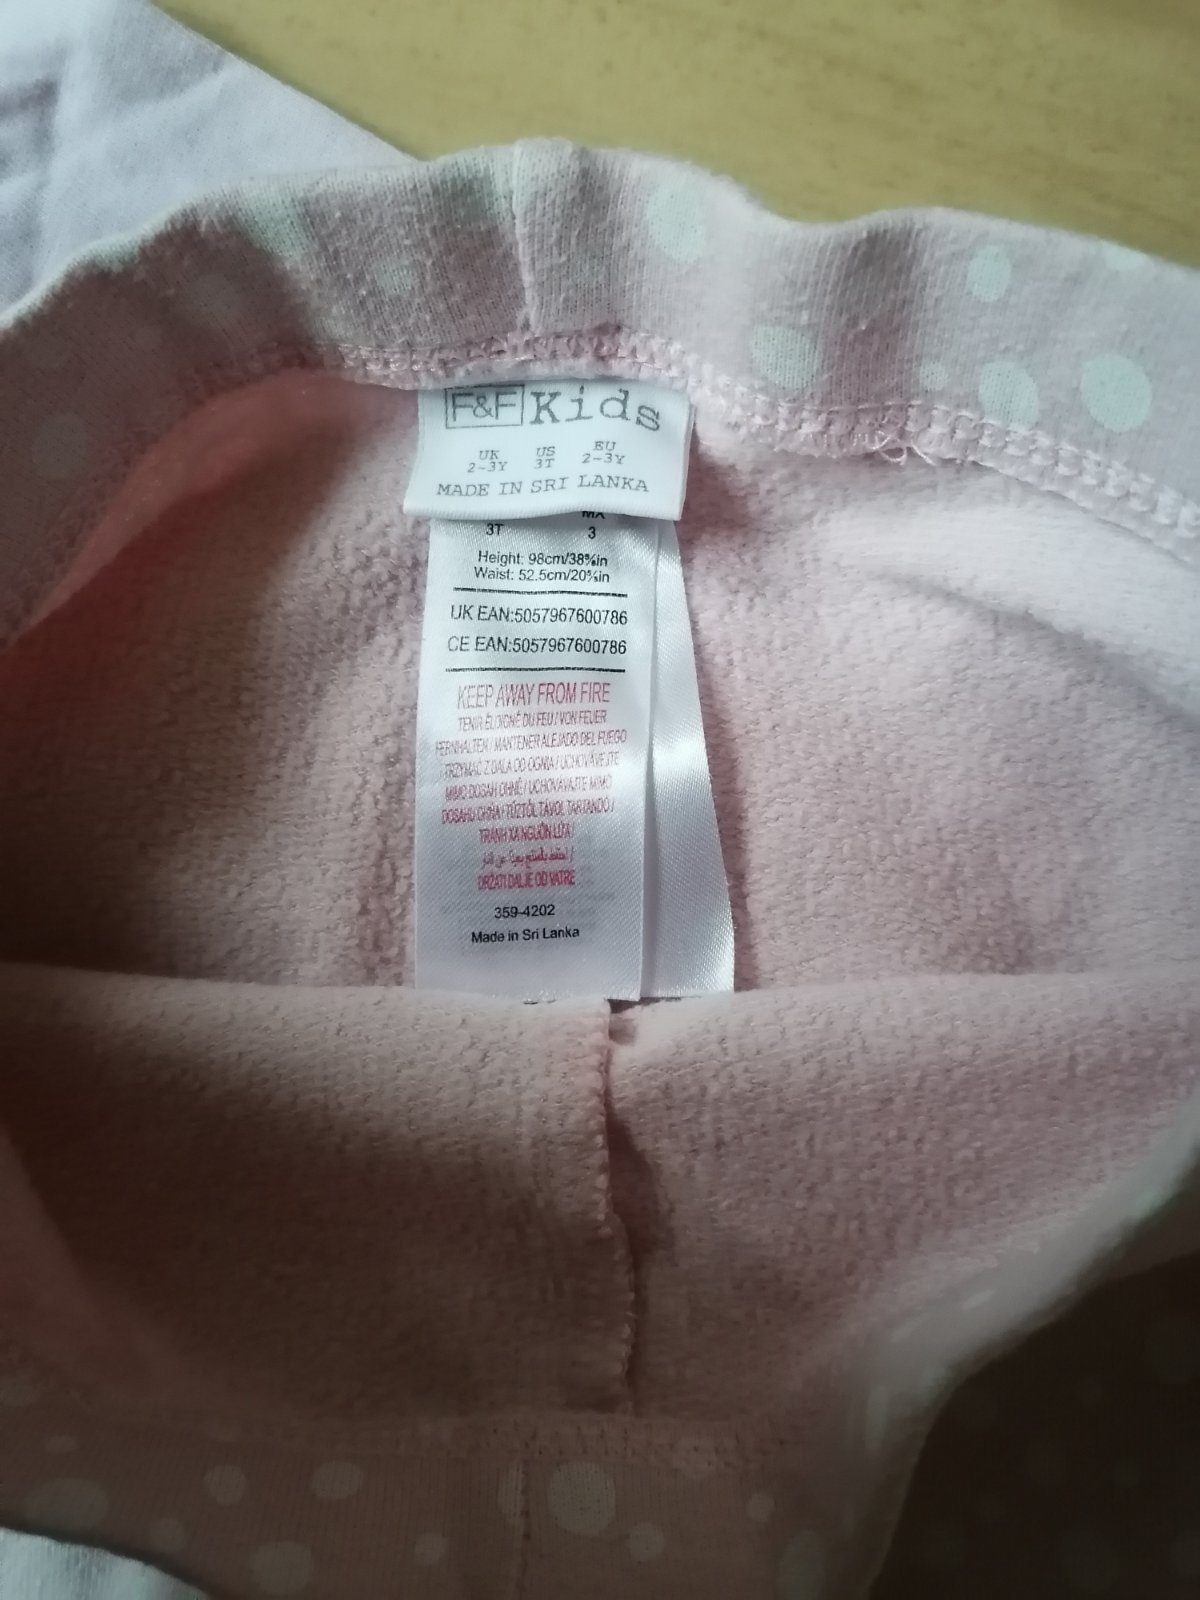 F&F Kids
UK US EU
2-3Y 3T 2-3Y
MADE IN SRI LANKA
MX
3T 3
Height: 98cm/38⅝in
Waist: 52.5cm/20⅝in
UK EAN:5057967600786
CE EAN:5057967600786
KEEP AWAY FROM FIRE
TENIR ÉLOIGNÉ DU FEU / VON FEUER
FERNHALTEN / MANTENER ALEJADO DEL FUEGO
/ TRZYMAĆ Z DALA OD OGNIA / UCHOVÁVEJTE
MIMO DOSAH OHNĚ / UCHOVÁVAJTE MIMO
DOSAHU OHŇA / TŰZTŐL TÁVOL TARTANDÓ /
TRÁNH XA NGUỒN LỬA /
DRŽATI DALJE OD VATRE
359-4202
Made in Sri Lanka